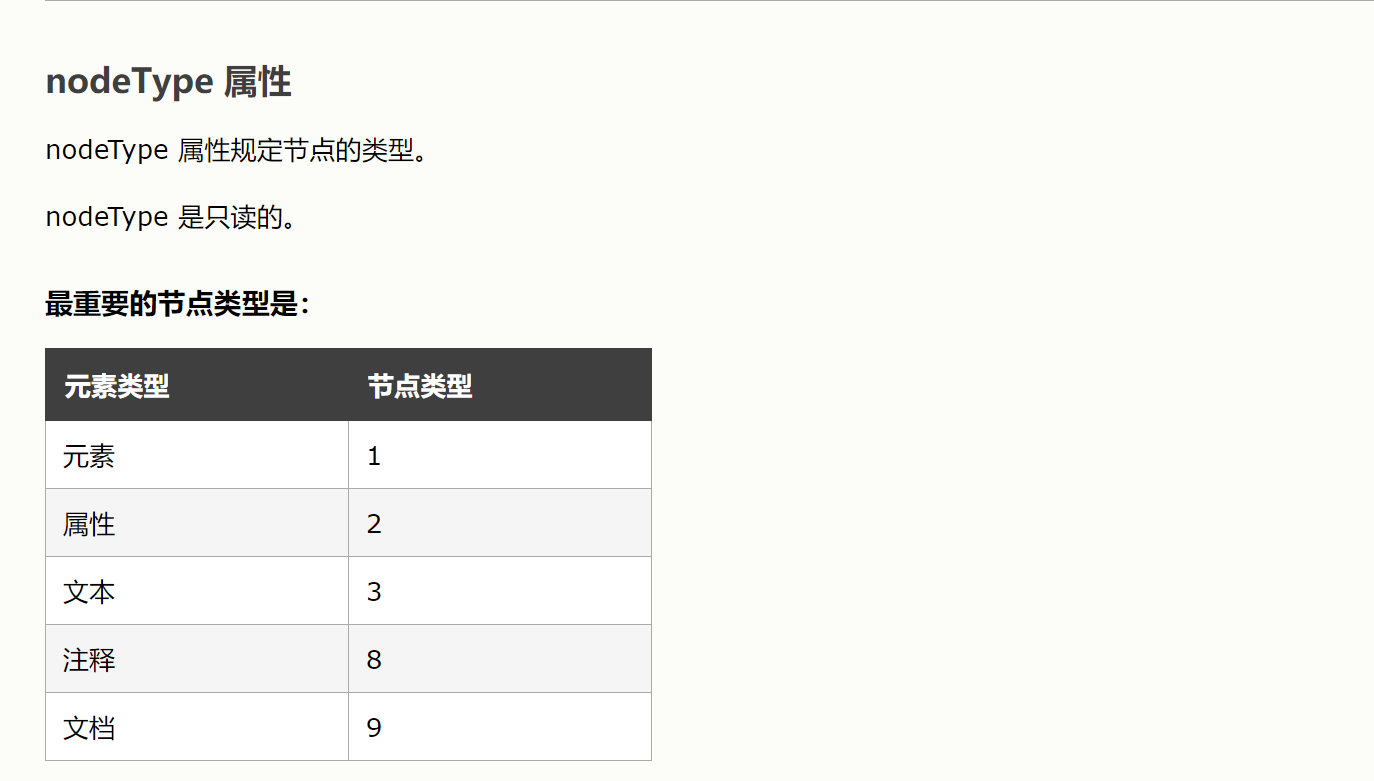 nodeType 属性
nodeType 属性规定节点的类型。
nodeType 是只读的。
最重要的节点类型是：
元素类型 节点类型
元素 1
属性 2
文本 3
注释 8
文档 9